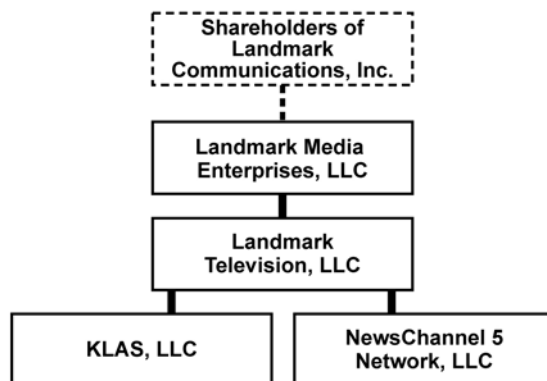 Shareholders of
Landmark
Communications, Inc.
Landmark Media
Enterprises, LLC
Landmark
Television, LLC
KLAS, LLC
NewsChannel 5
Network, LLC